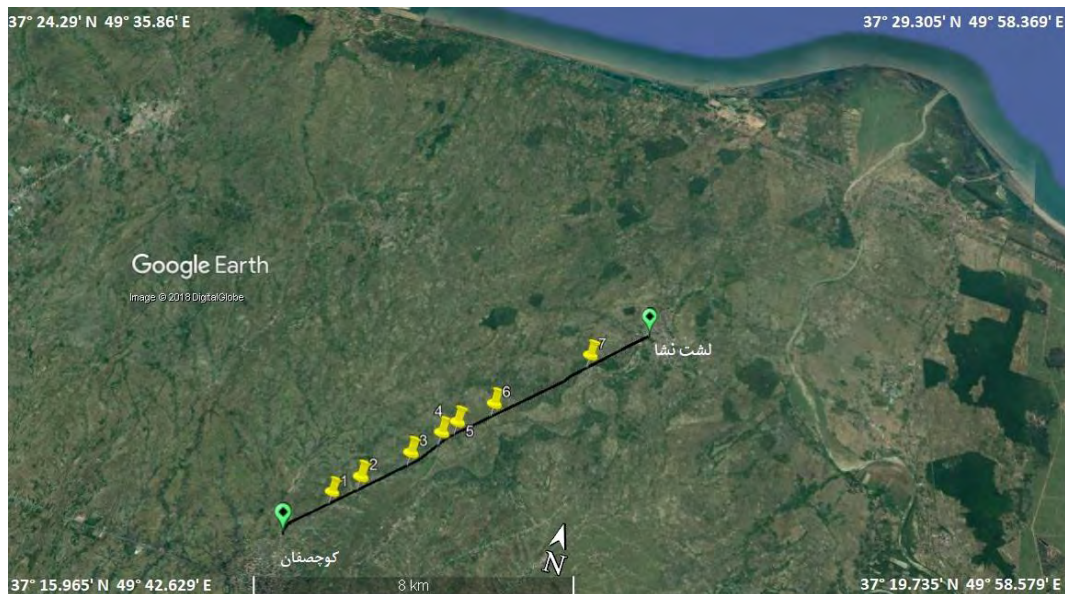 37° 24.29' N 49° 35.86' E
37° 29.305' N 49° 58.369' E
Google Earth
Image © 2018 DigitalGlobe
لشت نشا
7
6
5
4
3
2
1
کوچصفان
N
37° 15.965' N 49° 42.629' E
8 km
37° 19.735' N 49° 58.579' E